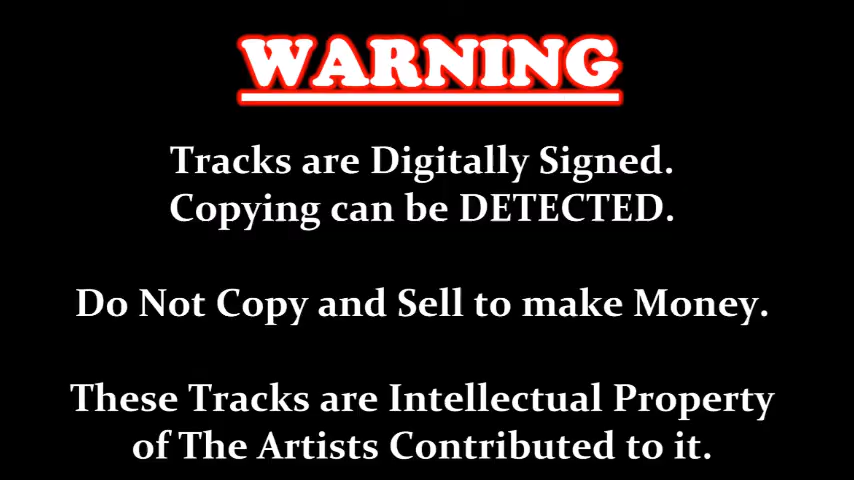 WARNING
Tracks are Digitally Signed.
Copying can be DETECTED.
Do Not Copy and Sell to make Money.
These Tracks are Intellectual Property
of The Artists Contributed to it.